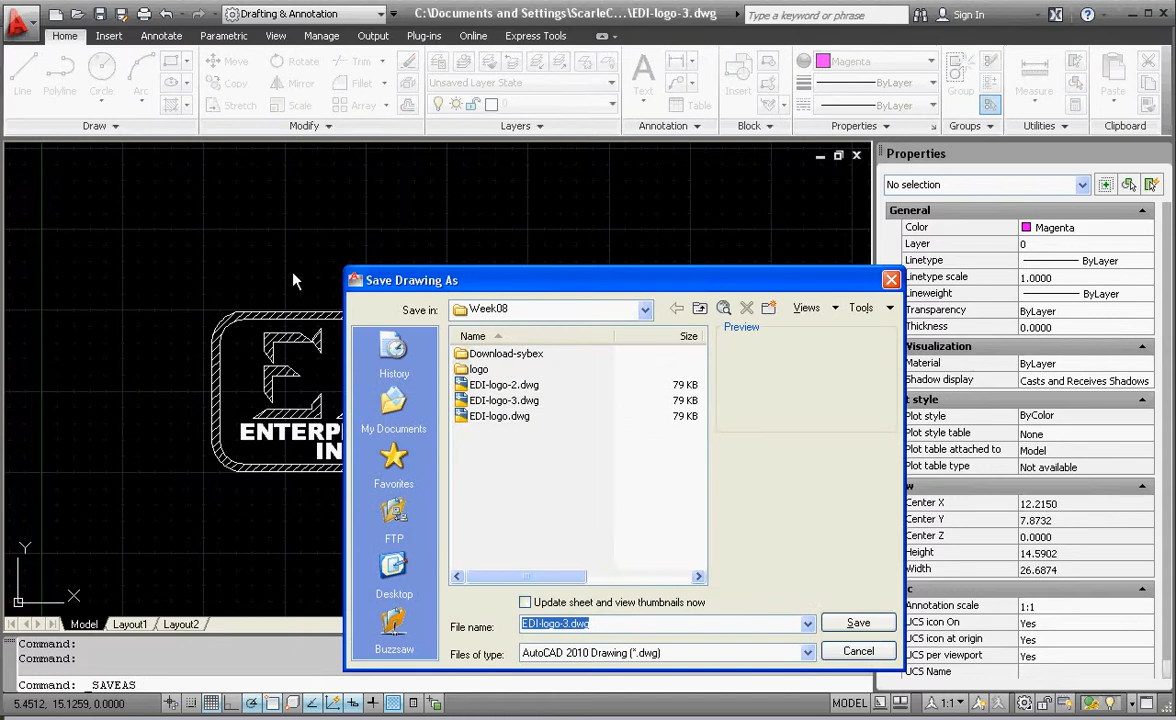 Drafting & Annotation
C:\Documents and Settings\ScarleC...\EDI-logo-3.dwg
Type a keyword or phrase
Sign In
Home Insert Annotate Parametric View Manage Output Plug-ins Online Express Tools
Line
Polyline
Circle
Arc
Move
Rotate
Trim
Copy
Mirror
Fillet
Stretch
Scale
Array
Unsaved Layer State
0
Text
Table
Insert
Magenta
ByLayer
ByLayer
Group
Measure
Paste
Draw
Modify
Layers
Annotation
Block
Properties
Groups
Utilities
Clipboard
ENTERP
IN
Y
X
Model Layout1 Layout2
Save Drawing As
Save in:
Week08
Views
Tools
History
My Documents
Favorites
FTP
Desktop
Buzzsaw
Name Size
Download-sybex
logo
EDI-logo-2.dwg 79 KB
EDI-logo-3.dwg 79 KB
EDI-logo.dwg 79 KB
Preview
Update sheet and view thumbnails now
File name: EDI-logo-3.dwg
Save
Files of type: AutoCAD 2010 Drawing (*.dwg)
Cancel
Properties
No selection
General
Color Magenta
Layer 0
Linetype ByLayer
Linetype scale 1.0000
Lineweight ByLayer
Transparency ByLayer
Thickness 0.0000
Visualization
Material ByLayer
Shadow display Casts and Receives Shadows
t style
Plot style ByColor
Plot style table None
Plot table attached to Model
Plot table type Not available
w
Center X 12.2150
Center Y 7.8732
Center Z 0.0000
Height 14.5902
Width 26.6874
c
Annotation scale 1:1
UCS icon On Yes
UCS icon at origin Yes
UCS per viewport Yes
UCS Name
Command:
Command:
Command: _SAVEAS
5.4512, 15.1259, 0.0000
MODEL
1:1